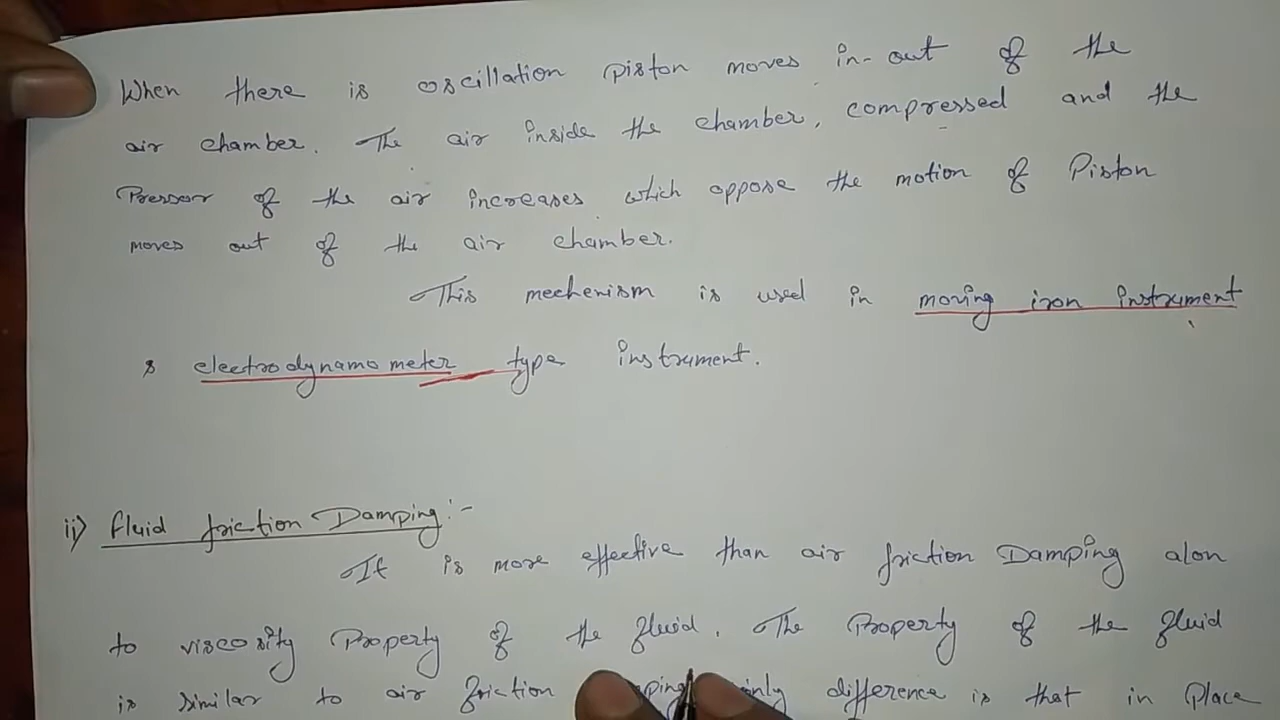 When there is oscillation piston moves in-out of the
air chamber. The air inside the chamber, compressed and the
Pressor of the air increases which oppose the motion of Piston
moves out of the air chamber.
This mechenism is used in moving iron instrument
& electrodynamometer type instrument.
ii) fluid friction Damping:-
It is more effective than air friction Damping alon
to viscosity Property of the fluid. The Property of the fluid
is similar to air friction only difference is that in Place